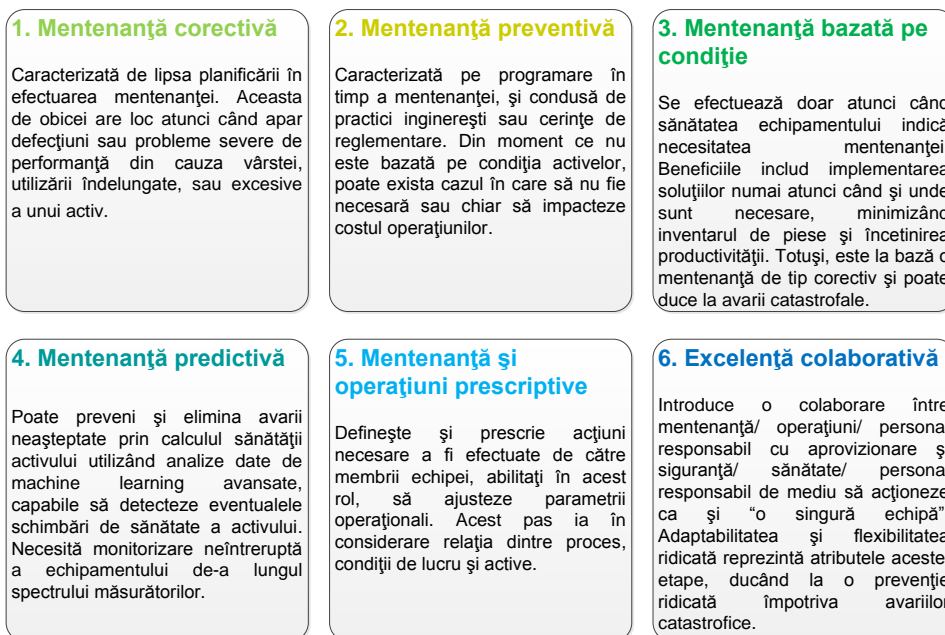 1. Mentenanţă corectivă
Caracterizată de lipsa planificării în
efectuarea mentenanţei. Aceasta
de obicei are loc atunci când apar
defecţiuni sau probleme severe de
performanţă din cauza vârstei,
utilizării îndelungate, sau excesive
a unui activ.
2. Mentenanţă preventivă
Caracterizată pe programare în
timp a mentenanţei, şi condusă de
practici inginereşti sau cerinţe de
reglementare. Din moment ce nu
este bazată pe condiţia activelor,
poate exista cazul în care să nu fie
necesară sau chiar să impacteze
costul operaţiunilor.
3. Mentenanţă bazată pe
condiţie
Se efectuează doar atunci când
sănătatea echipamentului indică
necesitatea mentenanţei
Beneficiile includ implementarea
soluţiilor numai atunci când şi unde
sunt necesare, minimizând
inventarul de piese şi încetinirea
productivităţii. Totuşi, este la bază o
mentenanţă de tip corectiv şi poate
duce la avarii catastrofale.
4. Mentenanţă predictivă
Poate preveni şi elimina avarii
neaşteptate prin calculul sănătăţii
activului utilizând analize date de
machine learning avansate,
capabile să detecteze eventualele
schimbări de sănătate a activului.
Necesită monitorizare neîntreruptă
a echipamentului de-a lungul
spectrului măsurătorilor.
5. Mentenanţă şi
operaţiuni prescriptive
Defineşte şi prescrie acţiuni
necesare a fi efectuate de către
membrii echipei, abilitaţi în acest
rol, să ajusteze parametrii
operaţionali. Acest pas ia în
considerare relaţia dintre proces,
condiţii de lucru şi active.
6. Excelenţă colaborativă
Introduce o colaborare între
mentenanţă/ operaţiuni/ persona
responsabil cu aprovizionare ş
siguranţă/ sănătate/ persona
responsabil de mediu să acţioneze
ca şi “o singură echipă”
Adaptabilitatea şi flexibilitatea
ridicată reprezintă atributele aceste
etape, ducând la o prevenţie
ridicată împotriva avariilor
catastrofice.